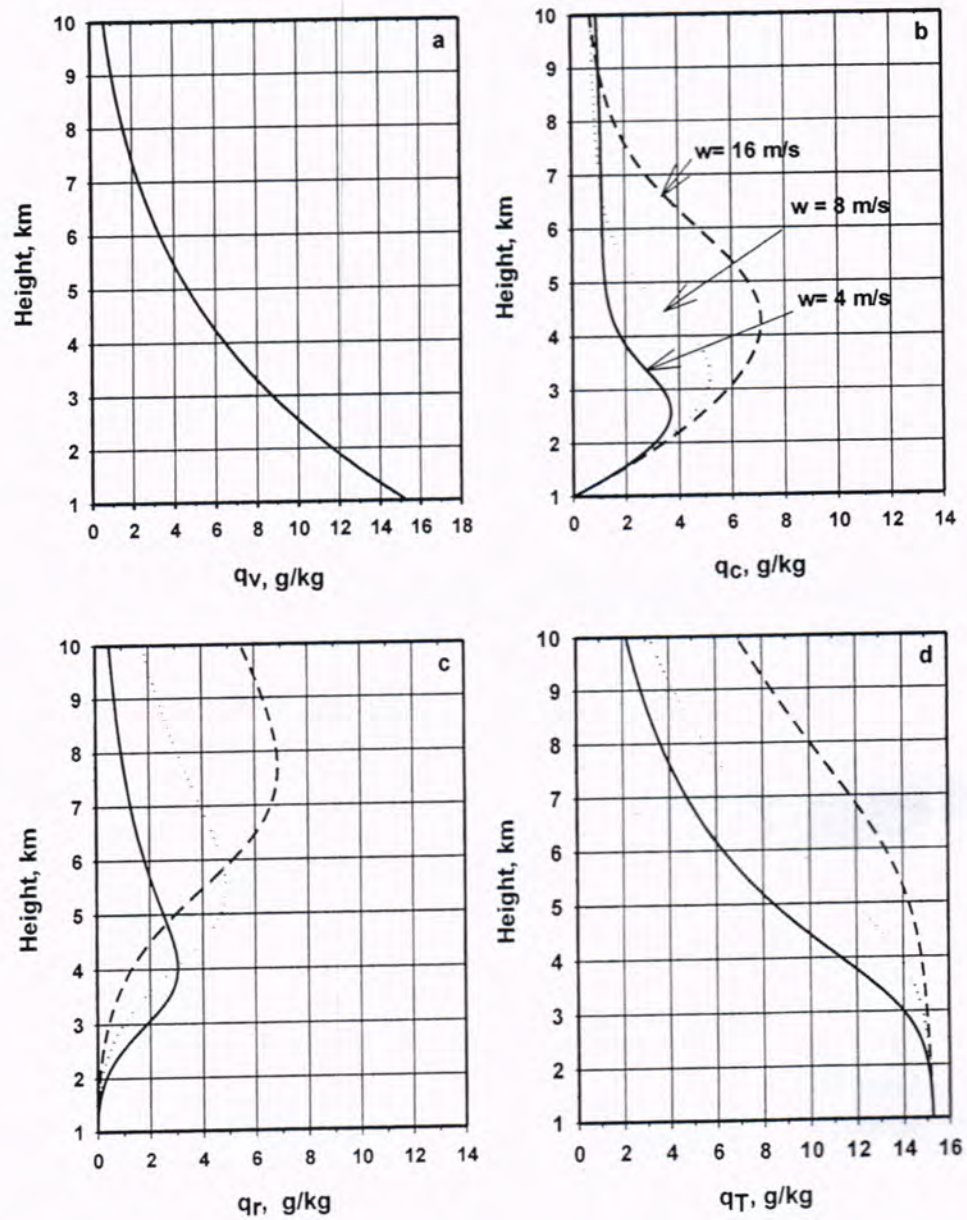 a
10
9
8
7
6
5
4
3
2
1
Height, km
0 2 4 6 8 10 12 14 16 18
qv, g/kg
b
10
9
8
7
6
5
4
3
2
1
Height, km
w= 16 m/s
w = 8 m/s
w= 4 m/s
0 2 4 6 8 10 12 14
qc, g/kg
c
10
9
8
7
6
5
4
3
2
1
Height, km
0 2 4 6 8 10 12 14
qr, g/kg
d
10
9
8
7
6
5
4
3
2
1
Height, km
0 2 4 6 8 10 12 14 16
qT, g/kg